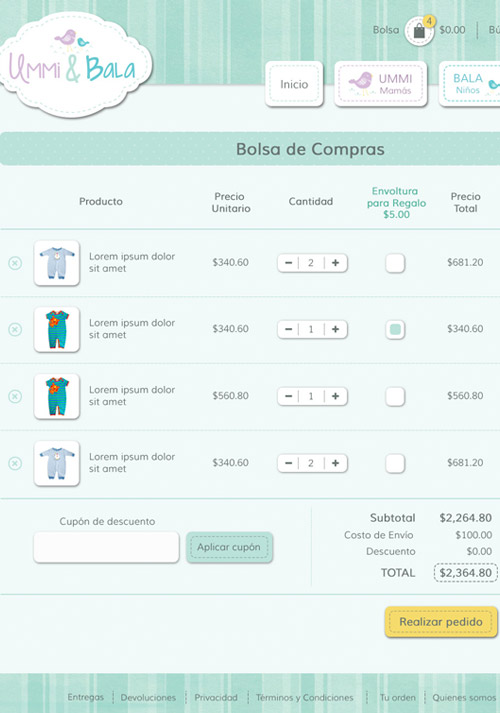 Bolsa 4 $0.00 Bú
UMMI & BALA
Inicio
UMMI
Mamás
BALA
Niños
Bolsa de Compras
Producto
Precio
Unitario
Cantidad
Envoltura
para Regalo
$5.00
Precio
Total
Lorem ipsum dolor
sit amet
$340.60 - 2 + $681.20
Lorem ipsum dolor
sit amet
$340.60 - 1 + $340.60
Lorem ipsum dolor
sit amet
$560.80 - 1 + $560.80
Lorem ipsum dolor
sit amet
$340.60 - 2 + $681.20
Cupón de descuento
Aplicar cupón
Subtotal $2,264.80
Costo de Envío $100.00
Descuento $0.00
TOTAL $2,364.80
Realizar pedido
Entregas | Devoluciones | Privacidad | Términos y Condiciones | Tu orden | Quienes somos